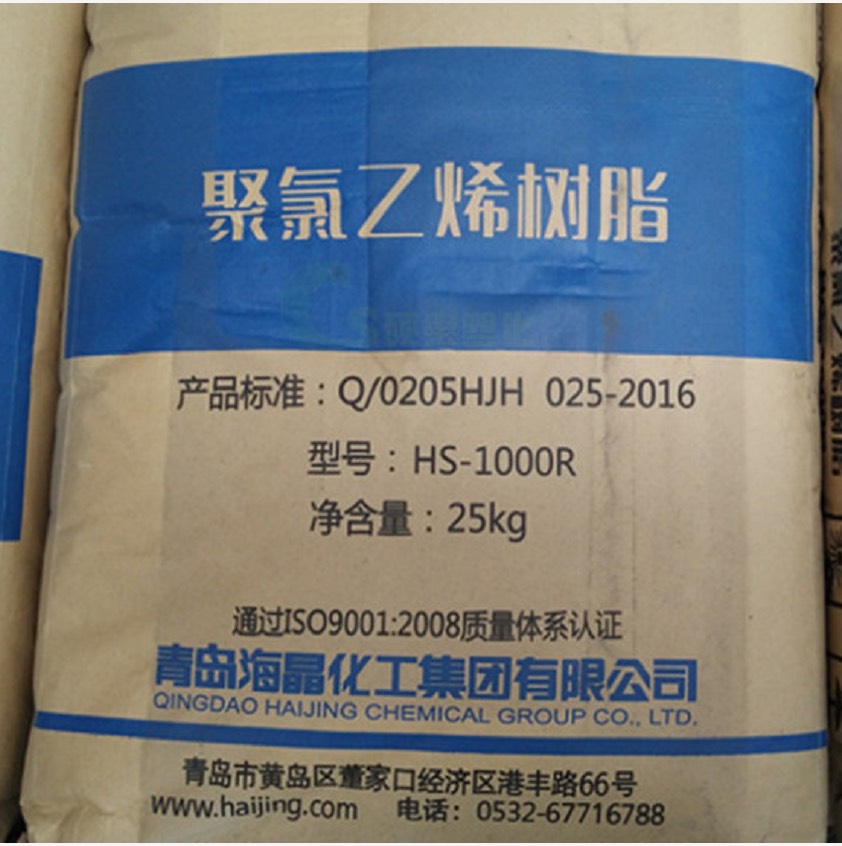 聚氯乙烯树脂
产品标准：Q/0205HJH 025-2016
型号：HS-1000R
净含量：25kg
通过ISO9001:2008质量体系认证
青岛海晶化工集团有限公司
QINGDAO HAIJING CHEMICAL GROUP CO., LTD.
青岛市黄岛区董家口经济区港丰路66号
www.haijing.com 电话：0532-67716788